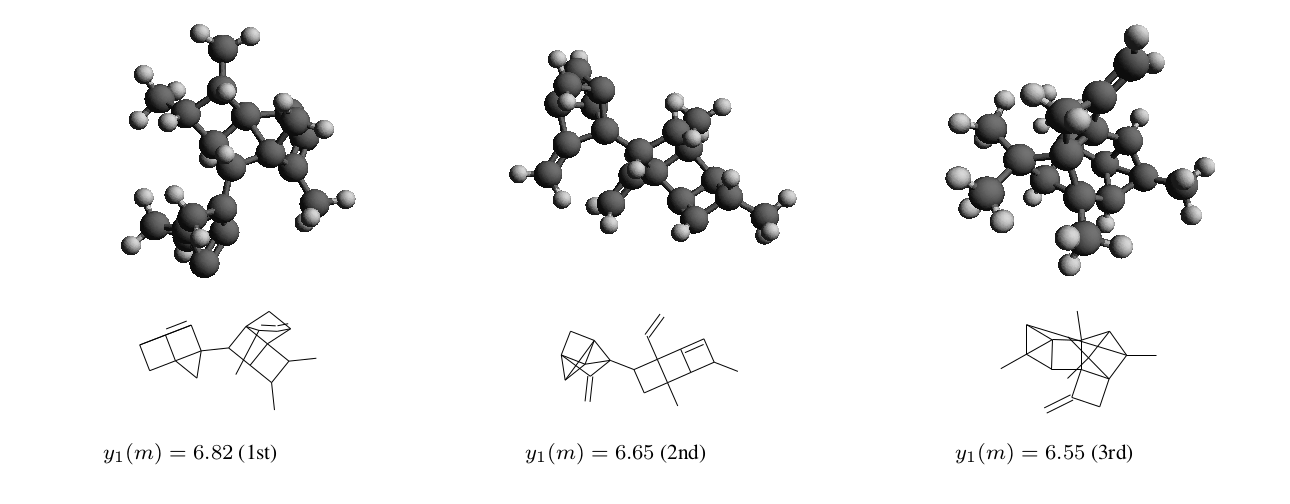 y₁(m) = 6.82 (1st)
y₁(m) = 6.65 (2nd)
y₁(m) = 6.55 (3rd)